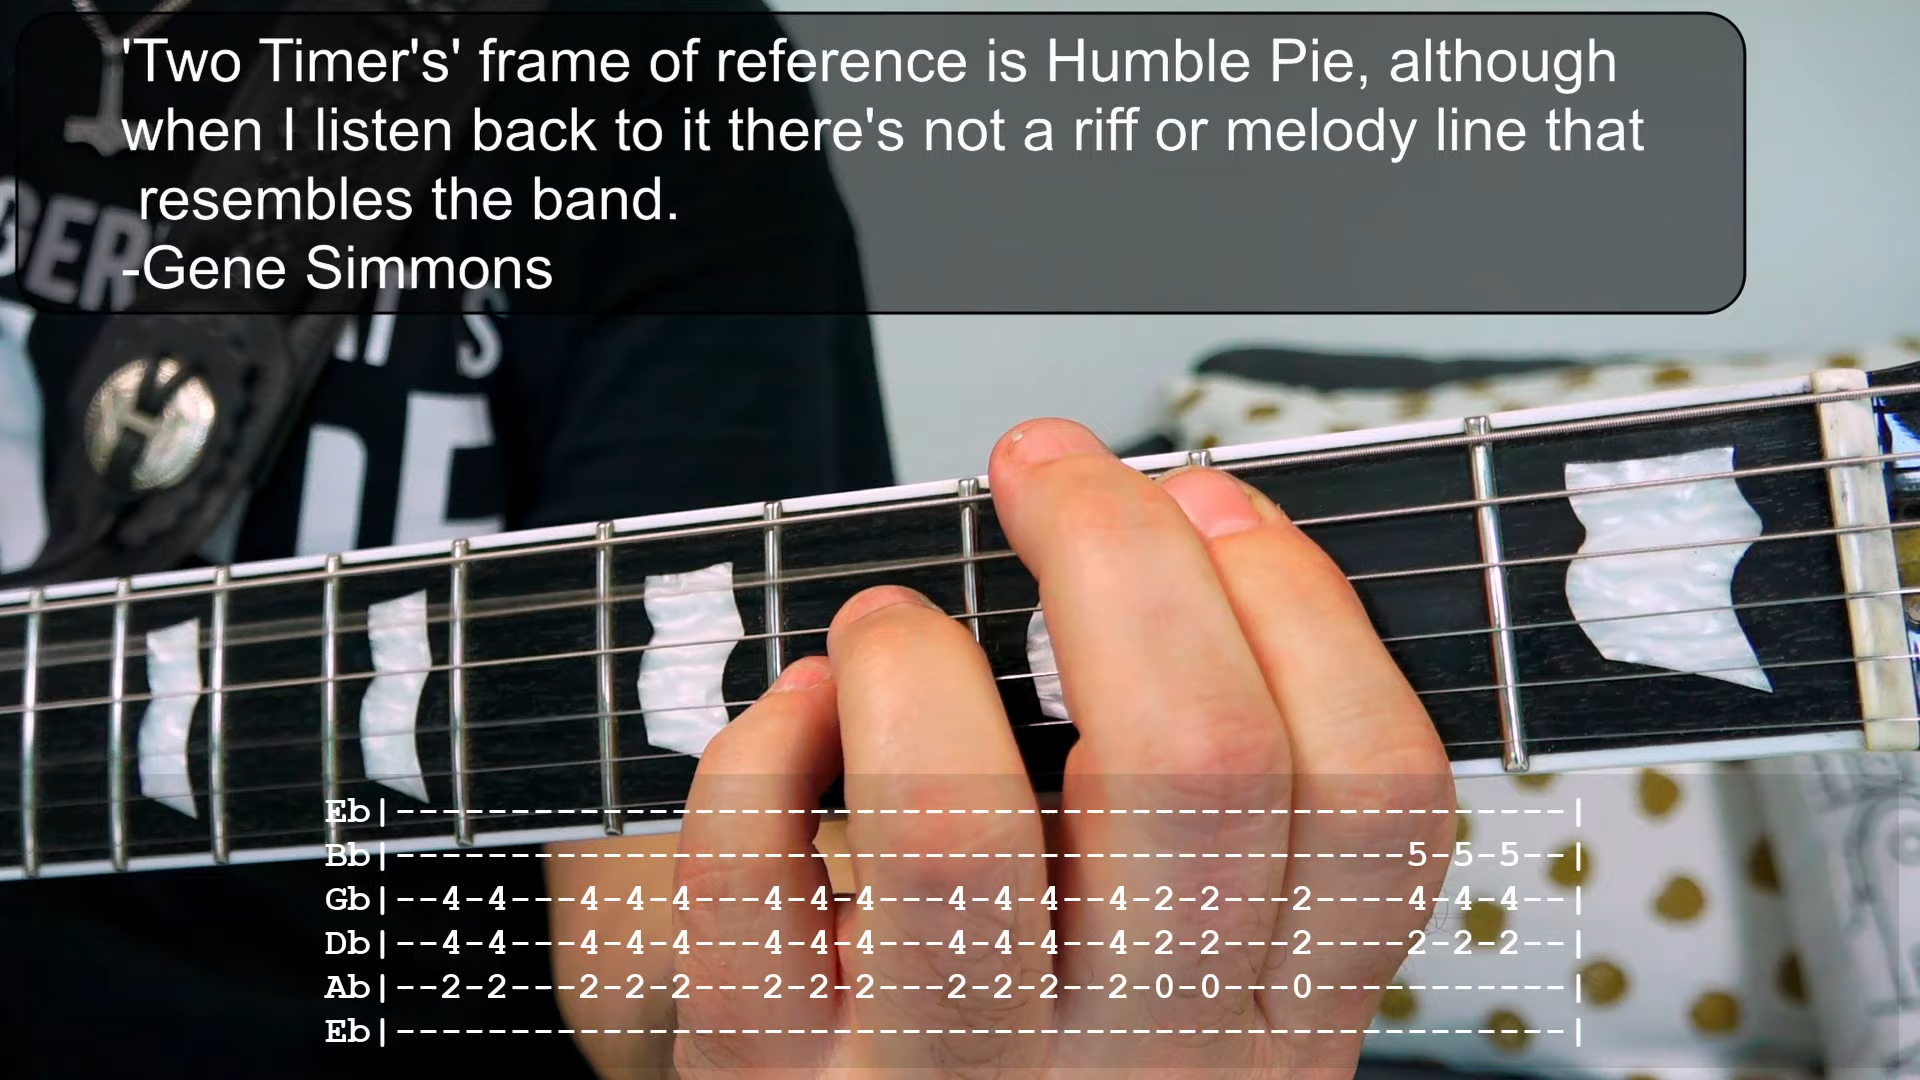 'Two Timer's' frame of reference is Humble Pie, although
when I listen back to it there's not a riff or melody line that
resembles the band.
-Gene Simmons
Eb|---------------------------------------------------|
Bb|--------------------------------------------5-5-5--|
Gb|--4-4---4-4-4---4-4-4---4-4-4--4-2-2---2----4-4-4--|
Db|--4-4---4-4-4---4-4-4---4-4-4--4-2-2---2----2-2-2--|
Ab|--2-2---2-2-2---2-2-2---2-2-2--2-0-0---0-----------|
Eb|---------------------------------------------------|